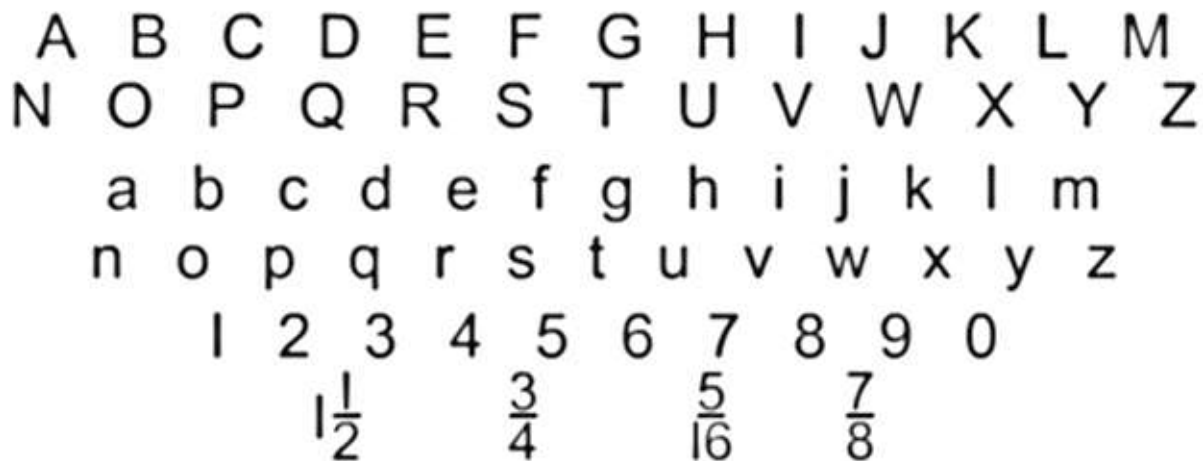 A B C D E F G H I J K L M
N O P Q R S T U V W X Y Z
a b c d e f g h i j k l m
n o p q r s t u v w x y z
1 2 3 4 5 6 7 8 9 0
1 1/2 3/4 5/16 7/8